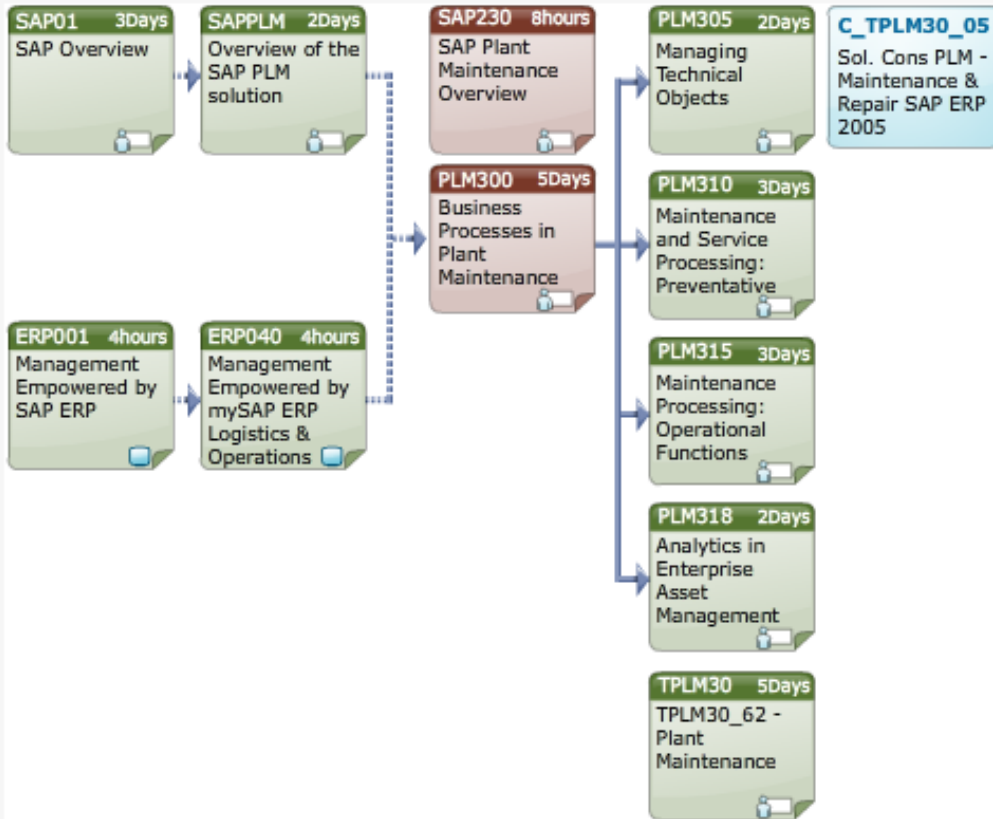 SAP01 3Days
SAP Overview
SAPPLM 2Days
Overview of the
SAP PLM
solution
SAP230 8hours
SAP Plant
Maintenance
Overview
PLM305 2Days
Managing
Technical
Objects
C_TPLM30_05
Sol. Cons PLM -
Maintenance &
Repair SAP ERP
2005
PLM300 5Days
Business
Processes in
Plant
Maintenance
PLM310 3Days
Maintenance
and Service
Processing:
Preventative
ERP001 4hours
Management
Empowered by
SAP ERP
ERP040 4hours
Management
Empowered by
mySAP ERP
Logistics &
Operations
PLM315 3Days
Maintenance
Processing:
Operational
Functions
PLM318 2Days
Analytics in
Enterprise
Asset
Management
TPLM30 5Days
TPLM30_62 -
Plant
Maintenance